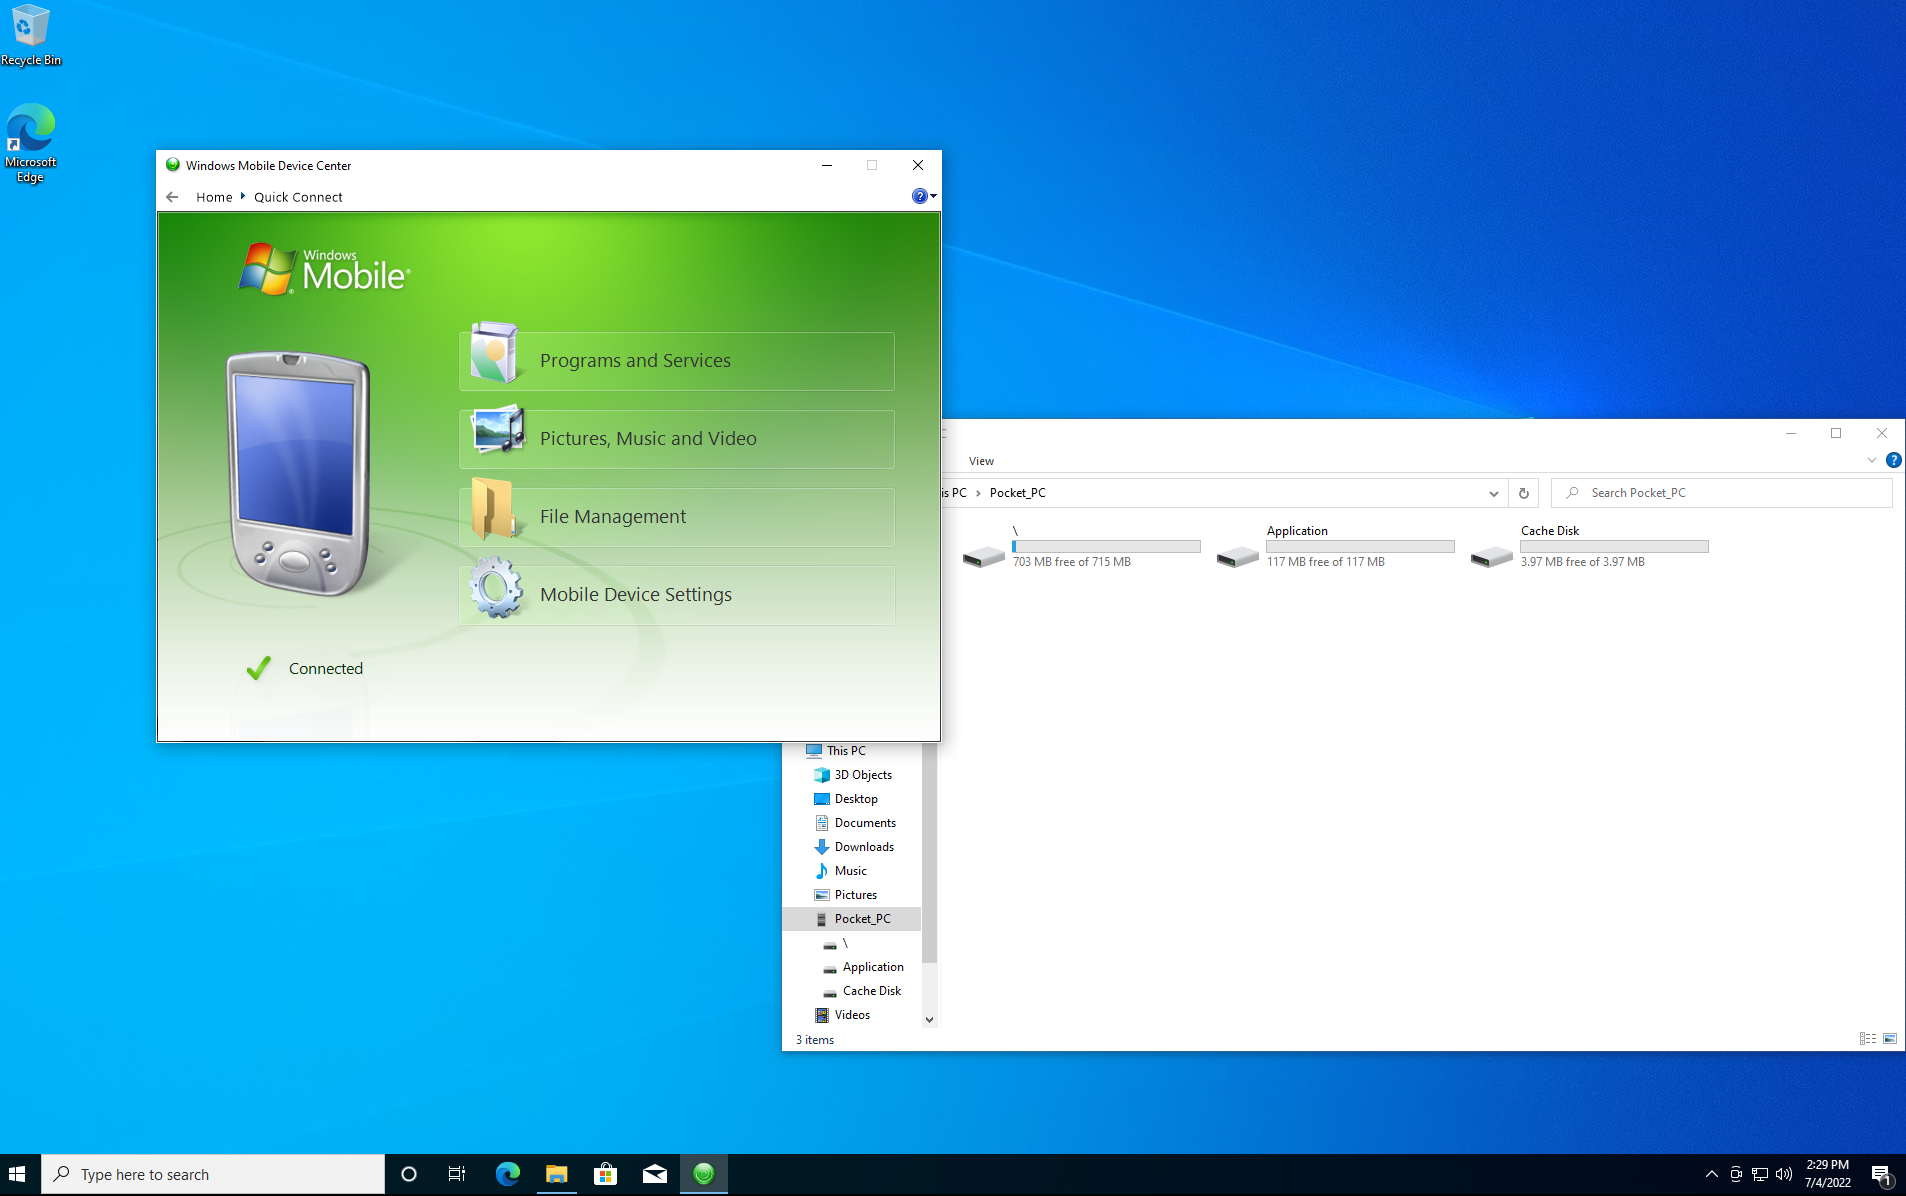 Recycle Bin
Microsoft
Edge
Windows Mobile Device Center
Home
Quick Connect
Windows
Mobile®
Programs and Services
Pictures, Music and Video
File Management
Mobile Device Settings
Connected
View
is PC
Pocket_PC
Search Pocket_PC
\
703 MB free of 715 MB
Application
117 MB free of 117 MB
Cache Disk
3.97 MB free of 3.97 MB
This PC
3D Objects
Desktop
Documents
Downloads
Music
Pictures
Pocket_PC
\
Application
Cache Disk
Videos
3 items
Type here to search
2:29 PM
7/4/2022
1